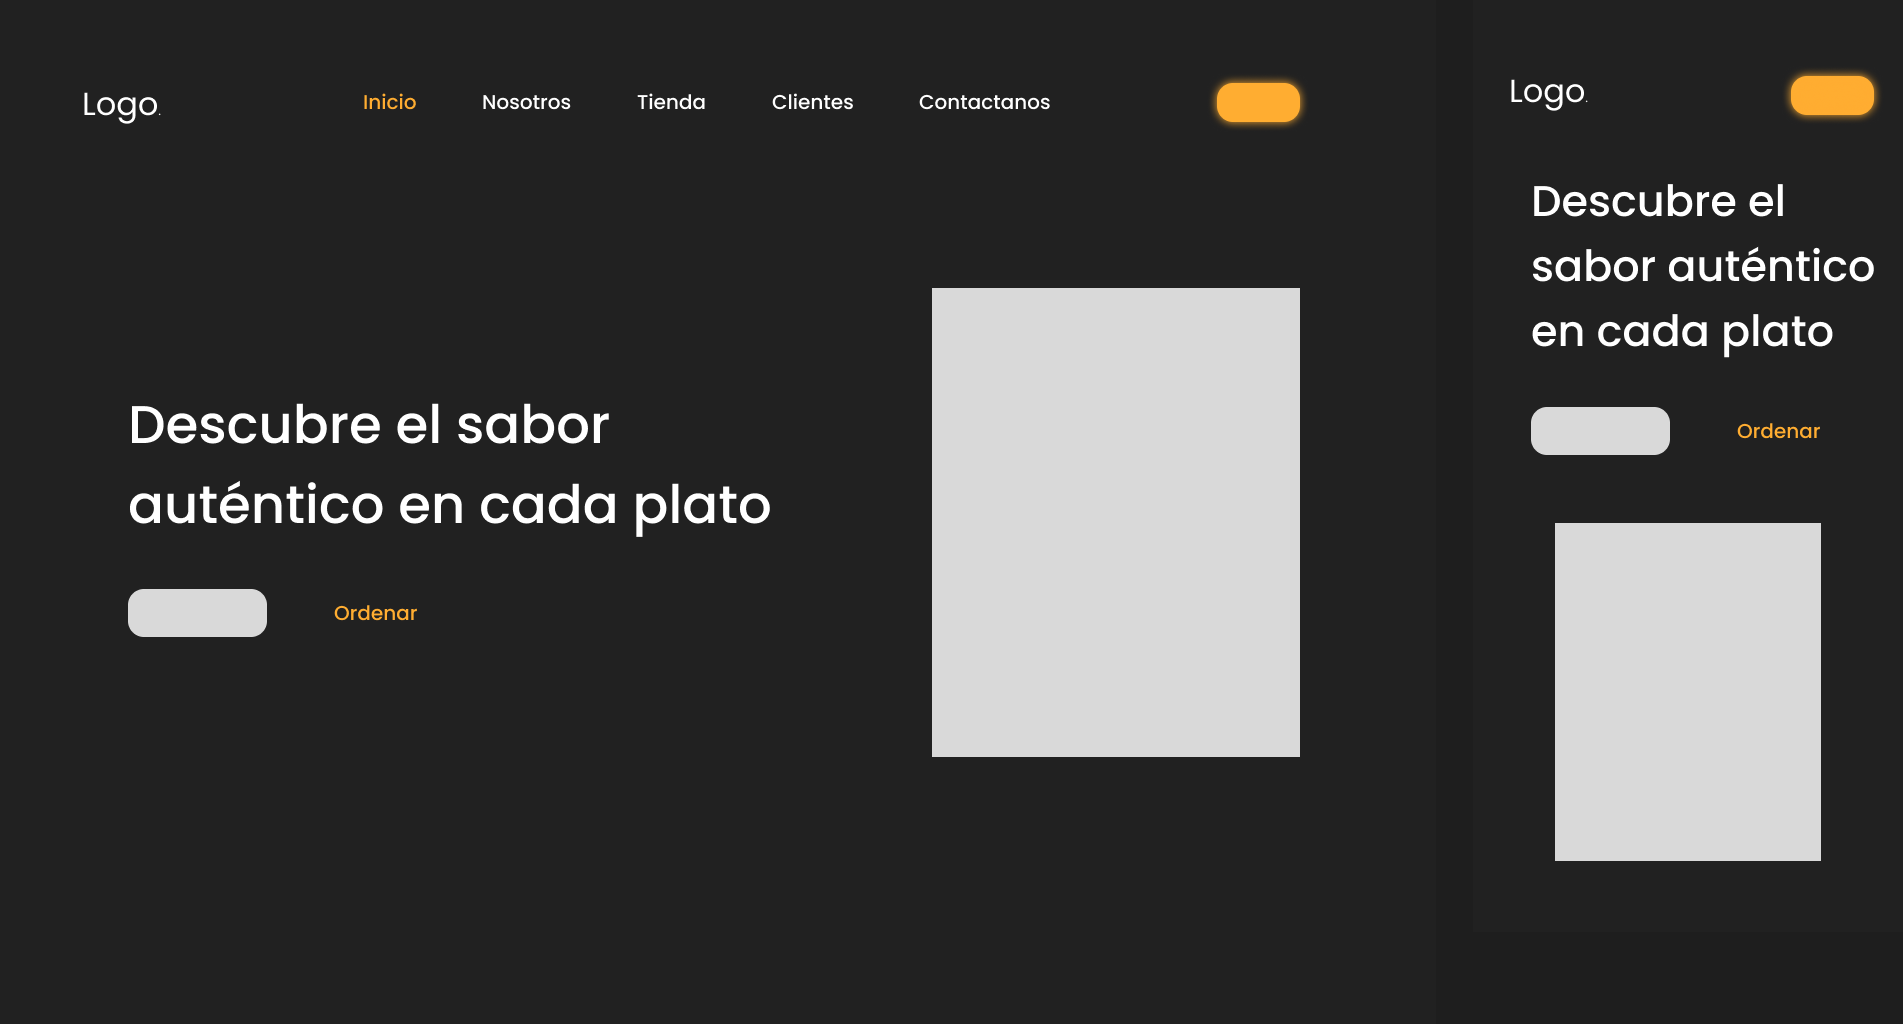 Logo.
Inicio
Nosotros
Tienda
Clientes
Contactanos
Descubre el sabor
auténtico en cada plato
Ordenar
Logo.
Descubre el
sabor auténtico
en cada plato
Ordenar